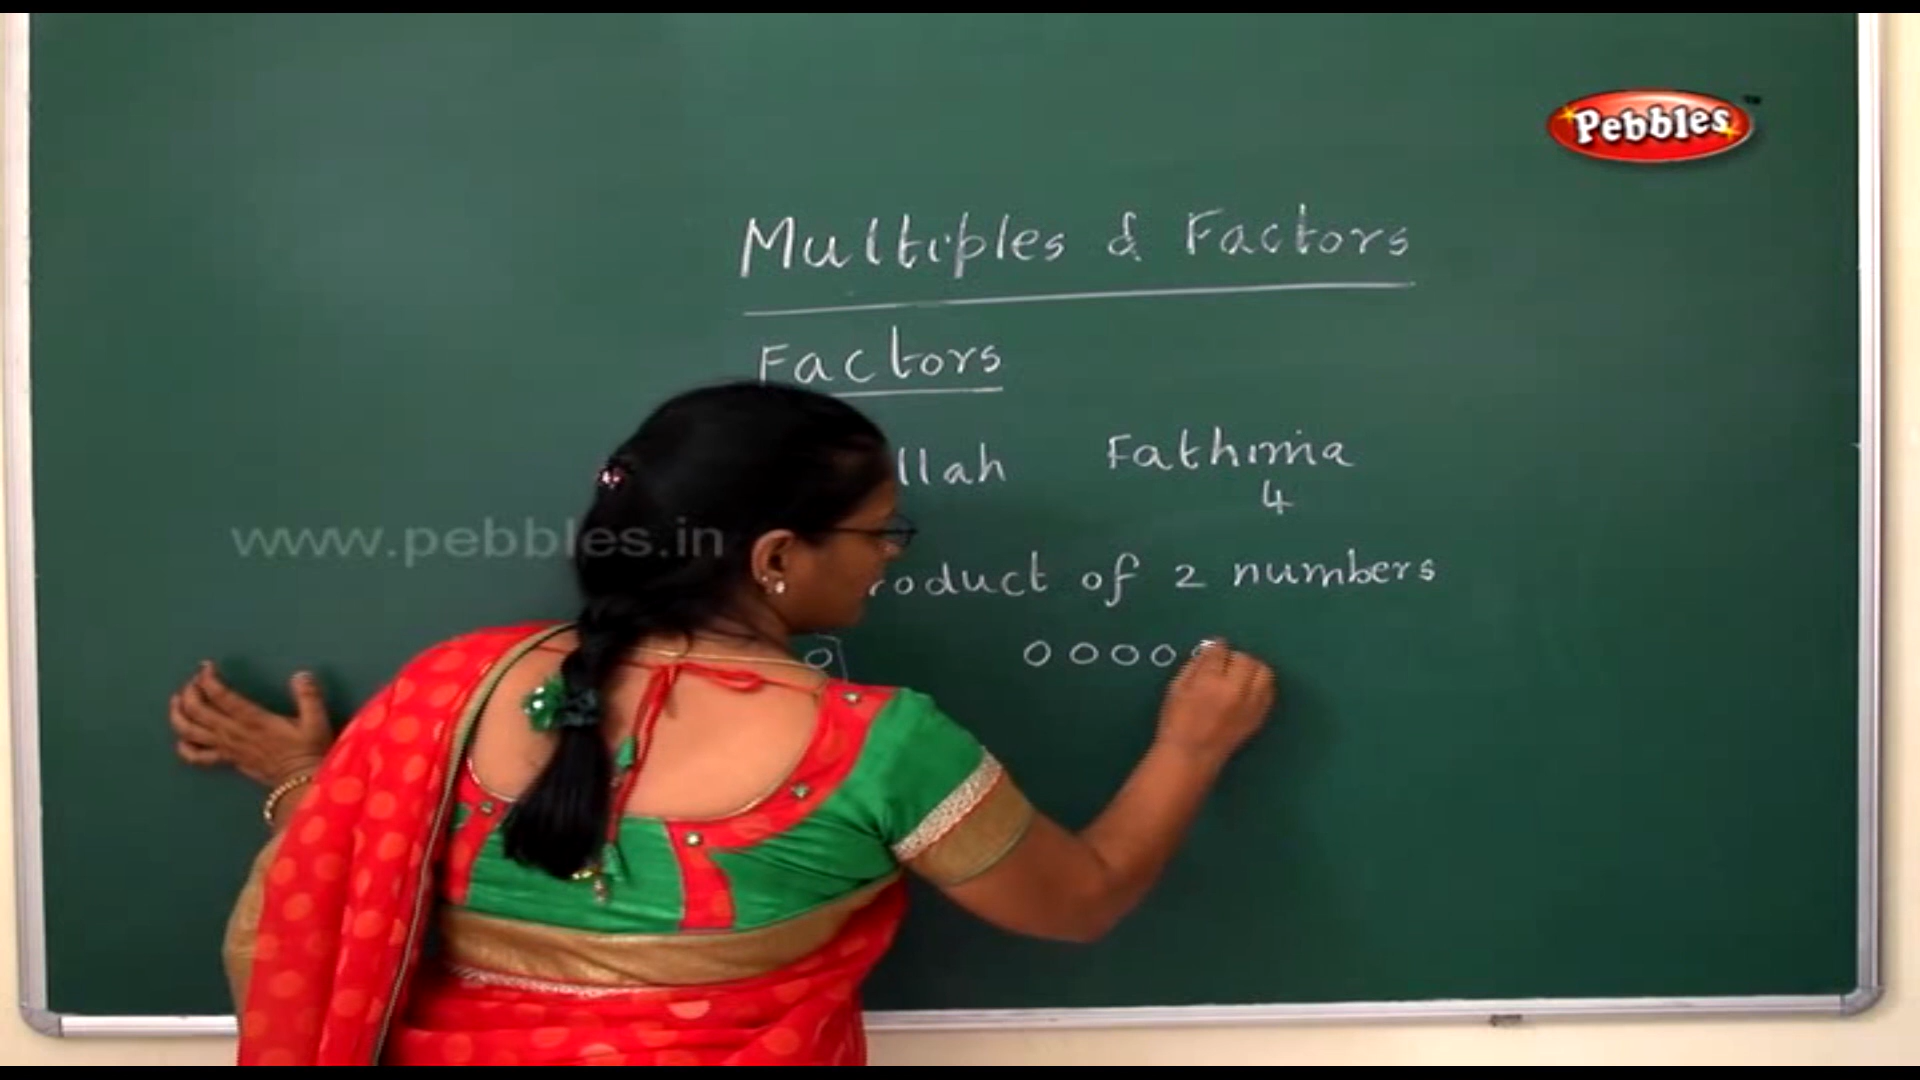 Pebbles
Multiples & Factors
Factors
llah Fathima
4
www.pebbles.in
roduct of 2 numbers